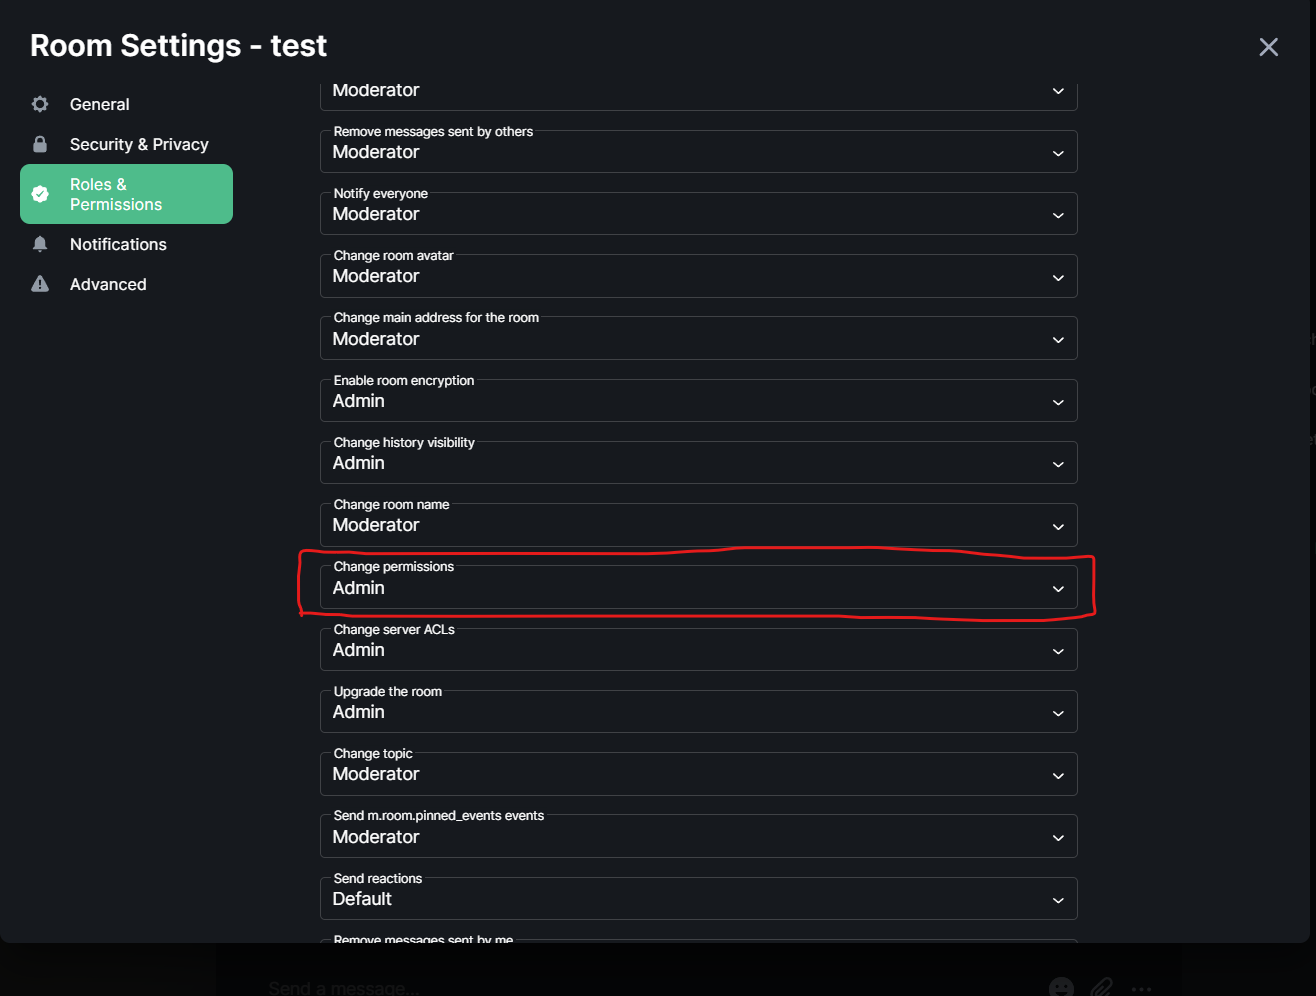 Room Settings - test
General
Security & Privacy
Roles &
Permissions
Notifications
Advanced
Moderator
Remove messages sent by others
Moderator
Notify everyone
Moderator
Change room avatar
Moderator
Change main address for the room
Moderator
Enable room encryption
Admin
Change history visibility
Admin
Change room name
Moderator
Change permissions
Admin
Change server ACLs
Admin
Upgrade the room
Admin
Change topic
Moderator
Send m.room.pinned_events events
Moderator
Send reactions
Default
Remove messages sent by me
Send a message...